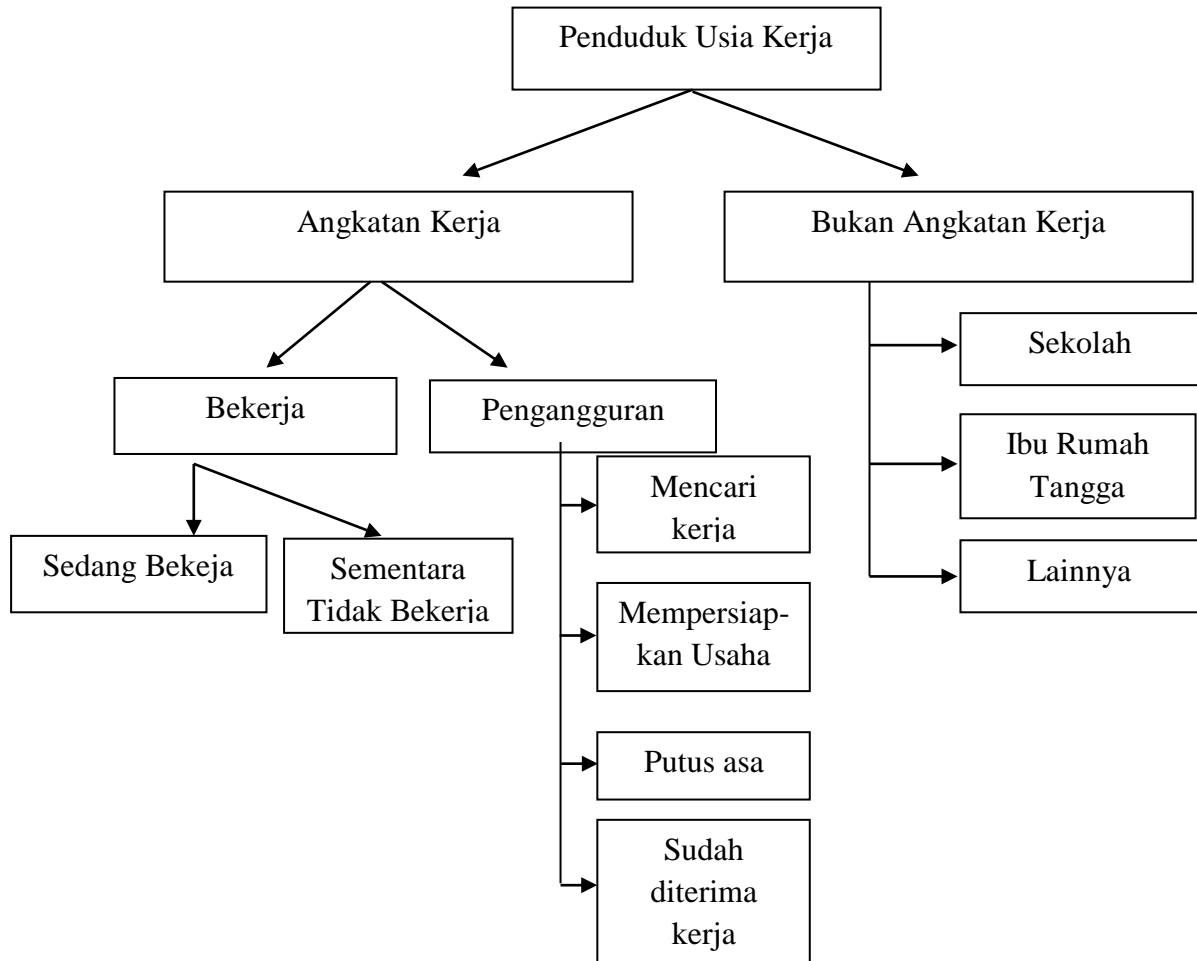 Penduduk Usia Kerja
Angkatan Kerja
Bukan Angkatan Kerja
Bekerja
Pengangguran
Sedang Bekeja
Sementara
Tidak Bekerja
Mencari
kerja
Mempersiap-
kan Usaha
Putus asa
Sudah
diterima
kerja
Sekolah
Ibu Rumah
Tangga
Lainnya